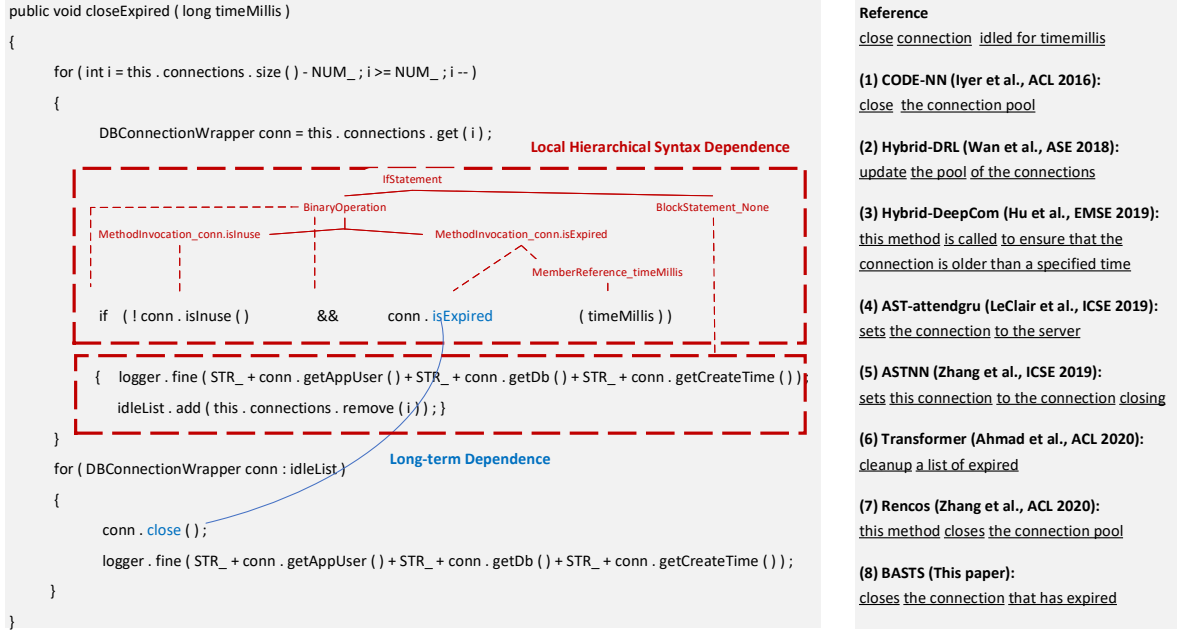 public void closeExpired ( long timeMillis )
{
for ( int i = this . connections . size ( ) - NUM_ ; i >= NUM_ ; i -- )
{
DBConnectionWrapper conn = this . connections . get ( i ) ;
Local Hierarchical Syntax Dependence
IfStatement
BinaryOperation BlockStatement_None
MethodInvocation_conn.isInuse MethodInvocation_conn.isExpired
MemberReference_timeMillis
if ( ! conn . isInuse ( ) && conn . isExpired ( timeMillis ) )
{ logger . fine ( STR_ + conn . getAppUser ( ) + STR_ + conn . getDb ( ) + STR_ + conn . getCreateTime ( ) ) ;
idleList . add ( this . connections . remove ( i ) ) ; }
}
Long-term Dependence
for ( DBConnectionWrapper conn : idleList )
{
conn . close ( ) ;
logger . fine ( STR_ + conn . getAppUser ( ) + STR_ + conn . getDb ( ) + STR_ + conn . getCreateTime ( ) ) ;
}
}
Reference
close connection idled for timemillis
(1) CODE-NN (Iyer et al., ACL 2016):
close the connection pool
(2) Hybrid-DRL (Wan et al., ASE 2018):
update the pool of the connections
(3) Hybrid-DeepCom (Hu et al., EMSE 2019):
this method is called to ensure that the
connection is older than a specified time
(4) AST-attendgru (LeClair et al., ICSE 2019):
sets the connection to the server
(5) ASTNN (Zhang et al., ICSE 2019):
sets this connection to the connection closing
(6) Transformer (Ahmad et al., ACL 2020):
cleanup a list of expired
(7) Rencos (Zhang et al., ACL 2020):
this method closes the connection pool
(8) BASTS (This paper):
closes the connection that has expired